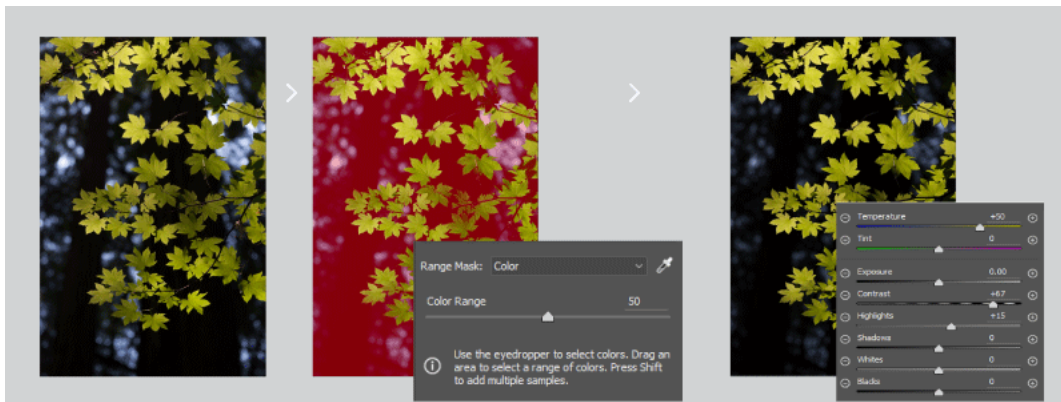 Range Mask: Color
Color Range 50
Use the eyedropper to select colors. Drag an
area to select a range of colors. Press Shift
to add multiple samples.
Temperature +50
Tint 0
Exposure 0.00
Contrast +67
Highlights +15
Shadows 0
Whites 0
Blacks 0